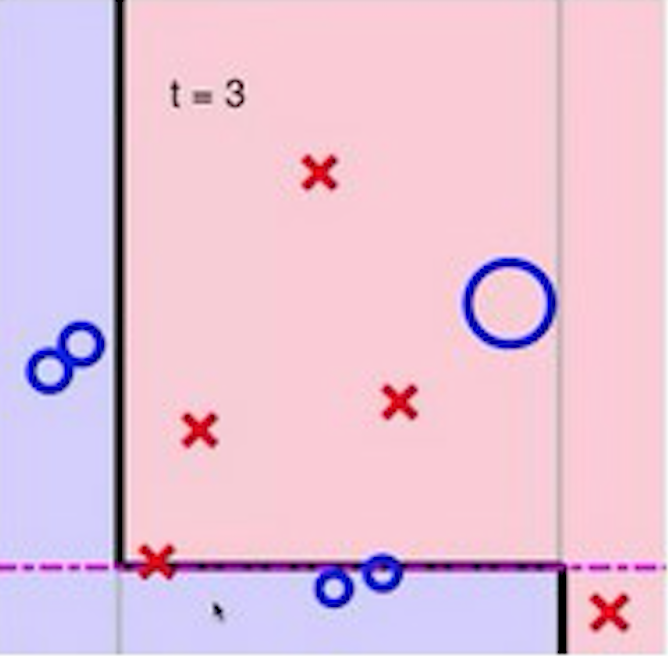 t = 3